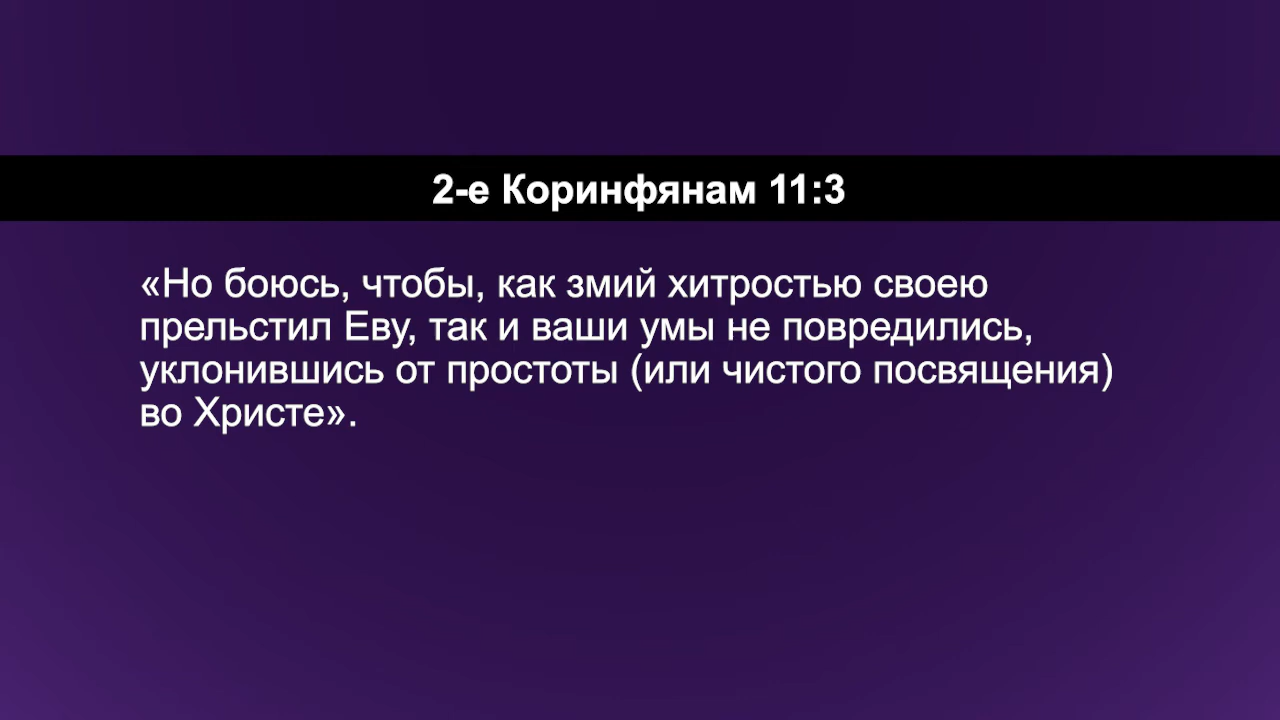 2-е Коринфянам 11:3
«Но боюсь, чтобы, как змий хитростью своею
прельстил Еву, так и ваши умы не повредились,
уклонившись от простоты (или чистого посвящения)
во Христе».